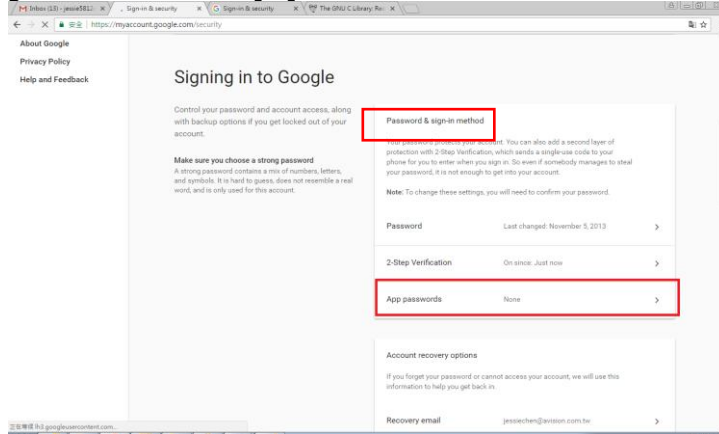 Inbox (13) - jessie5812
Sign-in & security
Sign-in & security
The GNU C Library: Ro
https://myaccount.google.com/security
About Google
Privacy Policy
Help and Feedback
Signing in to Google
Control your password and account access, along
with backup options if you get locked out of your
account.
Make sure you choose a strong password
A strong password contains a mix of numbers, letters,
and symbols. It is hard to guess, does not resemble a real
word, and is only used for this account.
Password & sign-in method
Your password protects your account. You can also add a second layer of
protection with 2-Step Verification, which sends a single-use code to your
phone for you to enter when you sign in. So even if somebody manages to steal
your password, it is not enough to get into your account.
Note: To change these settings, you will need to confirm your password.
Password Last changed: November 5, 2013
2-Step Verification On since: Just now
App passwords None
Account recovery options
If you forget your password or cannot access your account, we will use this
information to help you get back in.
Recovery email jessiechen@avision.com.tw
lh3.googleusercontent.com...